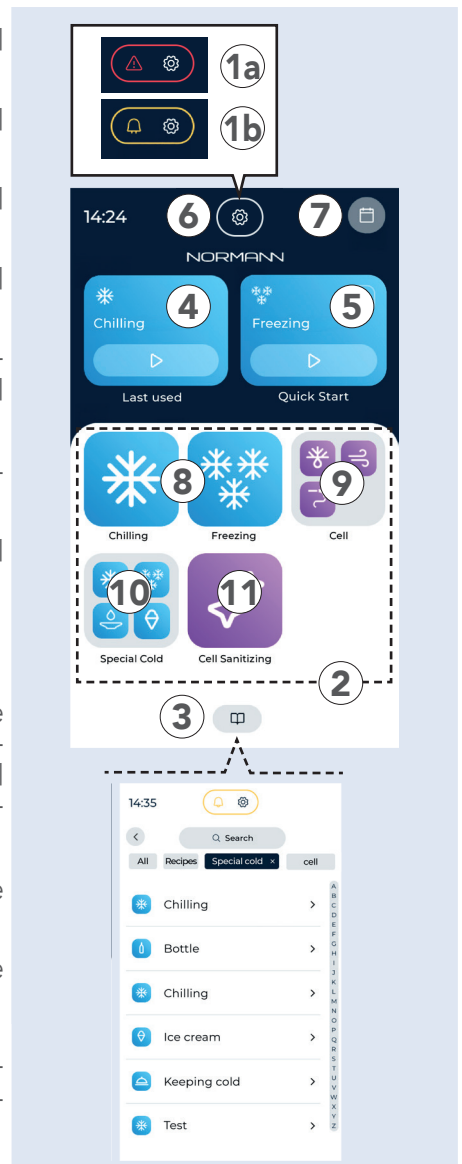 1a
1b
14:24
6
7
NORMANN
4
5
Chilling
Freezing
Last used
Quick Start
8
9
Chilling
Freezing
Cell
10
11
Special Cold
Cell Sanitizing
2
3
14:35
Search
All
Recipes
Special cold ×
cell
Chilling
Bottle
Chilling
Ice cream
Keeping cold
Test
A
B
C
D
E
F
G
H
I
J
K
L
M
N
O
P
Q
R
S
T
U
V
W
X
Y
Z